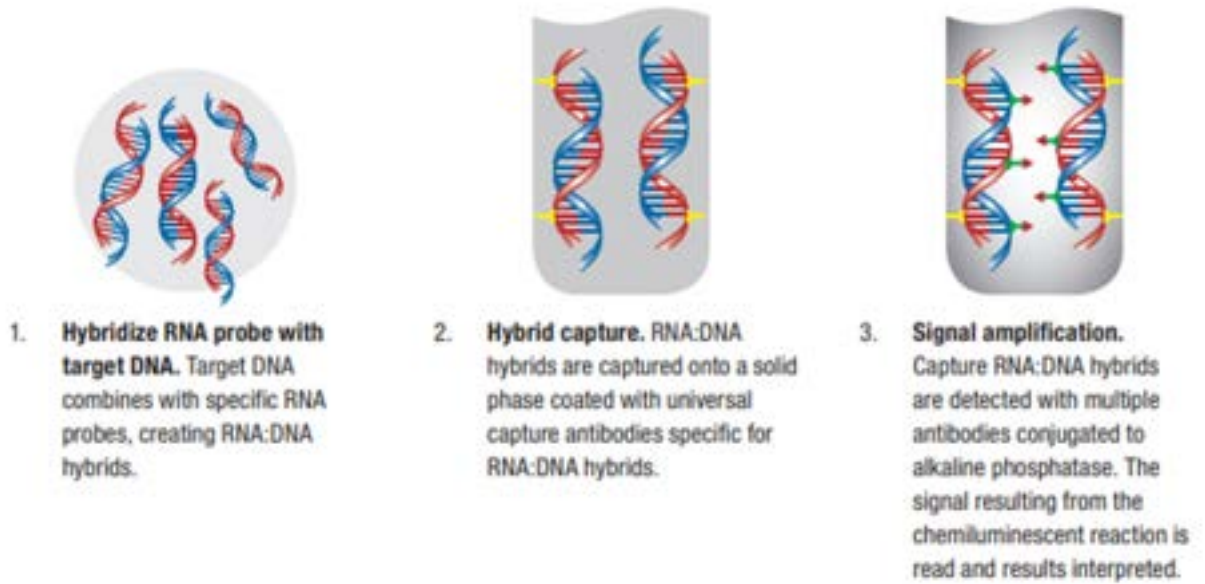 1. Hybridize RNA probe with
target DNA. Target DNA
combines with specific RNA
probes, creating RNA:DNA
hybrids.
2. Hybrid capture. RNA:DNA
hybrids are captured onto a solid
phase coated with universal
capture antibodies specific for
RNA:DNA hybrids.
3. Signal amplification.
Capture RNA:DNA hybrids
are detected with multiple
antibodies conjugated to
alkaline phosphatase. The
signal resulting from the
chemiluminescent reaction is
read and results interpreted.